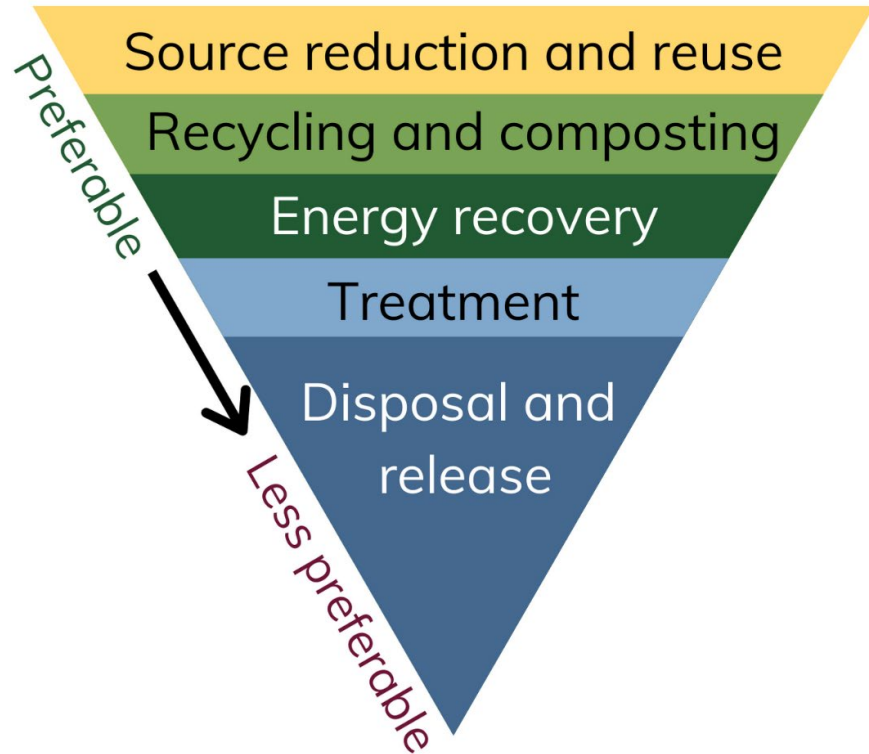 Source reduction and reuse
Recycling and composting
Energy recovery
Treatment
Disposal and
release
Preferable
Less preferable